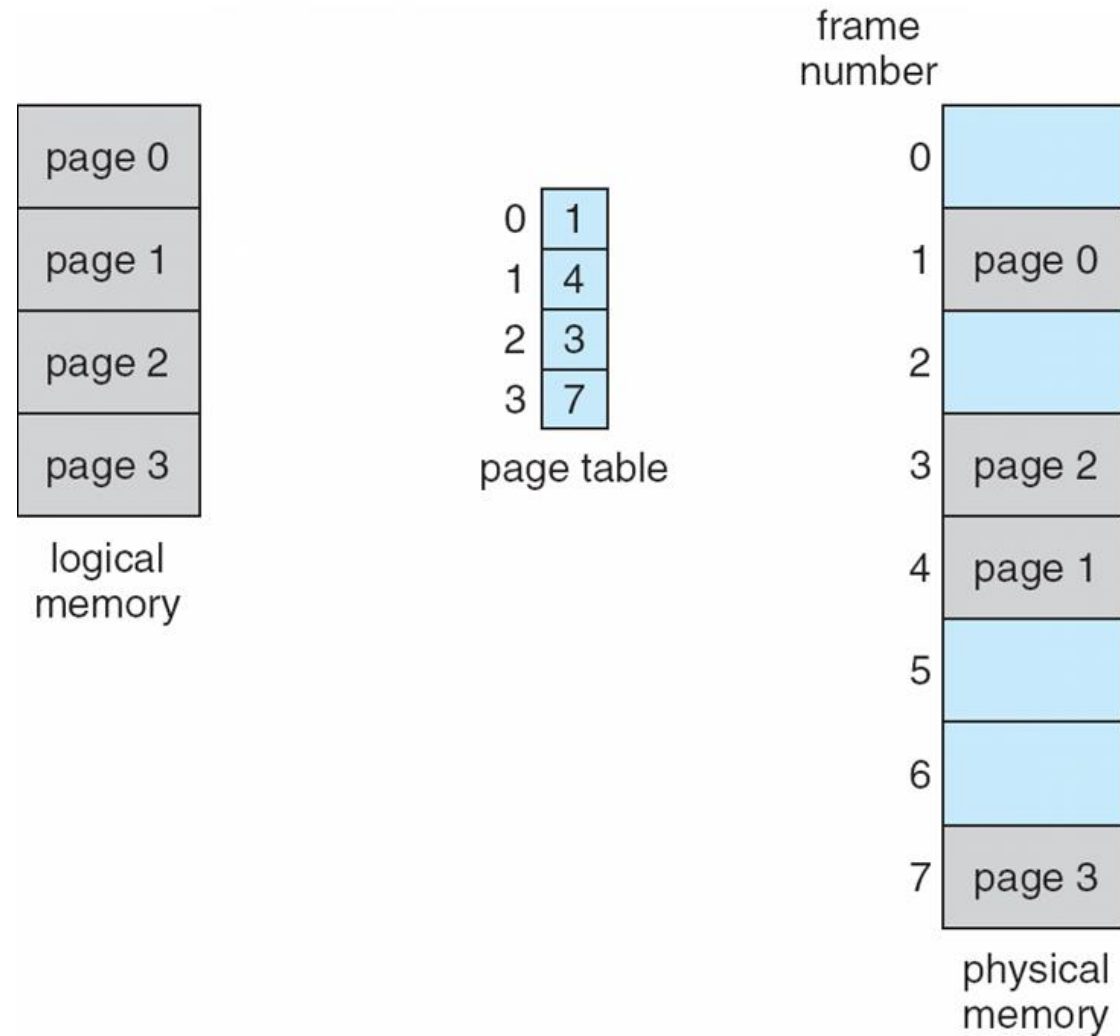 page 0
page 1
page 2
page 3
logical
memory
0 1
1 4
2 3
3 7
page table
frame
number
0
1 page 0
2
3 page 2
4 page 1
5
6
7 page 3
physical
memory